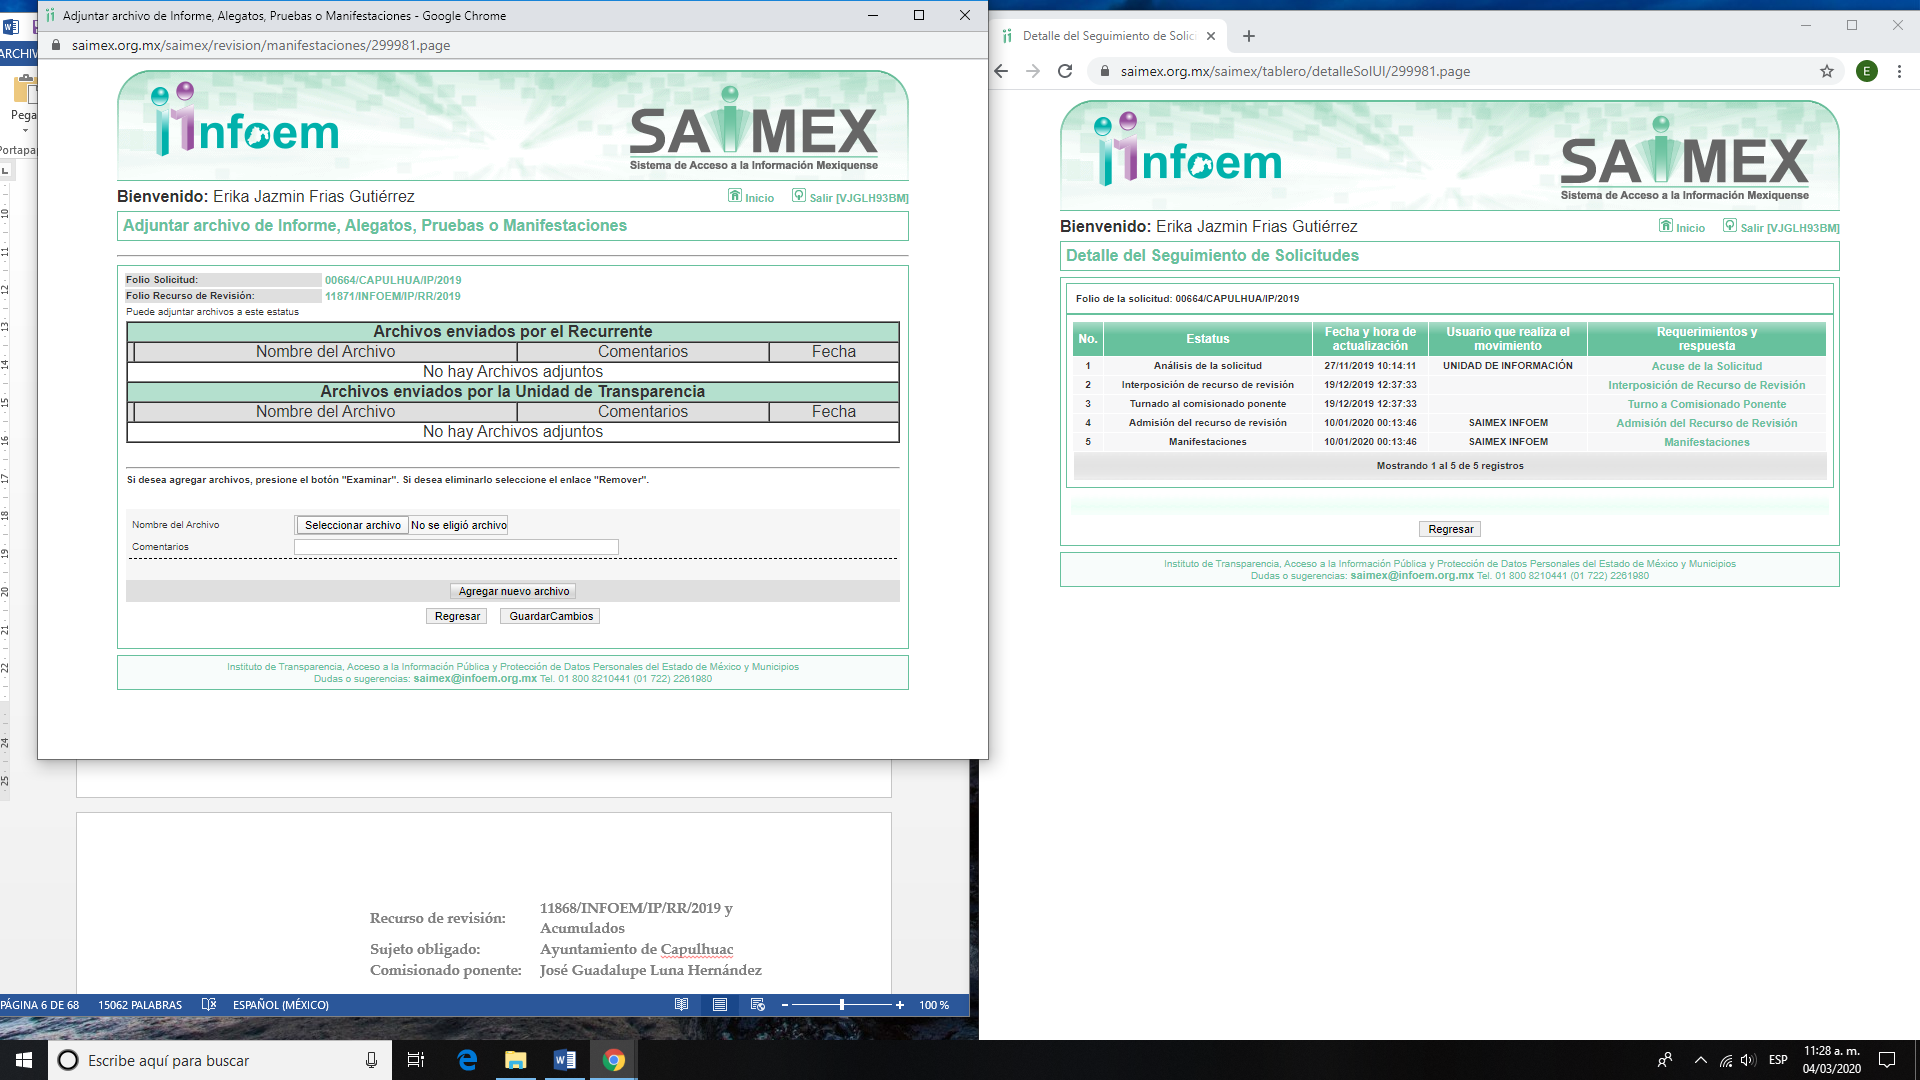 Adjuntar archivo de Informe, Alegatos, Pruebas o Manifestaciones - Google Chrome
saimex.org.mx/saimex/revision/manifestaciones/299981.page
infoem
SAIMEX
Sistema de Acceso a la Información Mexiquense
Bienvenido: Erika Jazmin Frias Gutiérrez
Inicio
Salir [VJGLH93BM]
Adjuntar archivo de Informe, Alegatos, Pruebas o Manifestaciones
Folio Solicitud: 00664/CAPULHUA/IP/2019
Folio Recurso de Revisión: 11871/INFOEM/IP/RR/2019
Puede adjuntar archivos a este estatus
Archivos enviados por el Recurrente
Nombre del Archivo Comentarios Fecha
No hay Archivos adjuntos
Archivos enviados por la Unidad de Transparencia
Nombre del Archivo Comentarios Fecha
No hay Archivos adjuntos
Si desea agregar archivos, presione el botón "Examinar". Si desea eliminarlo seleccione el enlace "Remover".
Nombre del Archivo Seleccionar archivo No se eligió archivo
Comentarios
Agregar nuevo archivo
Regresar GuardarCambios
Instituto de Transparencia, Acceso a la Información Pública y Protección de Datos Personales del Estado de México y Municipios
Dudas o sugerencias: saimex@infoem.org.mx Tel. 01 800 8210441 (01 722) 2261980
ARCHIV
Pega
Portapa
10
11
12
13
14
15
16
17
18
19
20
21
22
24
25
Recurso de revisión: 11868/INFOEM/IP/RR/2019 y
Acumulados
Sujeto obligado: Ayuntamiento de Capulhuac
Comisionado ponente: José Guadalupe Luna Hernández
PÁGINA 6 DE 68 15062 PALABRAS ESPAÑOL (MÉXICO) 100 %
Detalle del Seguimiento de Solici
saimex.org.mx/saimex/tablero/detalleSolUI/299981.page
E
infoem
SAIMEX
Sistema de Acceso a la Información Mexiquense
Bienvenido: Erika Jazmin Frias Gutiérrez
Inicio
Salir [VJGLH93BM]
Detalle del Seguimiento de Solicitudes
Folio de la solicitud: 00664/CAPULHUA/IP/2019
No. Estatus Fecha y hora de actualización Usuario que realiza el movimiento Requerimientos y respuesta
1 Análisis de la solicitud 27/11/2019 10:14:11 UNIDAD DE INFORMACIÓN Acuse de la Solicitud
2 Interposición de recurso de revisión 19/12/2019 12:37:33 Interposición de Recurso de Revisión
3 Turnado al comisionado ponente 19/12/2019 12:37:33 Turno a Comisionado Ponente
4 Admisión del recurso de revisión 10/01/2020 00:13:46 SAIMEX INFOEM Admisión del Recurso de Revisión
5 Manifestaciones 10/01/2020 00:13:46 SAIMEX INFOEM Manifestaciones
Mostrando 1 al 5 de 5 registros
Regresar
Instituto de Transparencia, Acceso a la Información Pública y Protección de Datos Personales del Estado de México y Municipios
Dudas o sugerencias: saimex@infoem.org.mx Tel. 01 800 8210441 (01 722) 2261980
Escribe aquí para buscar
ESP
11:28 a. m.
04/03/2020